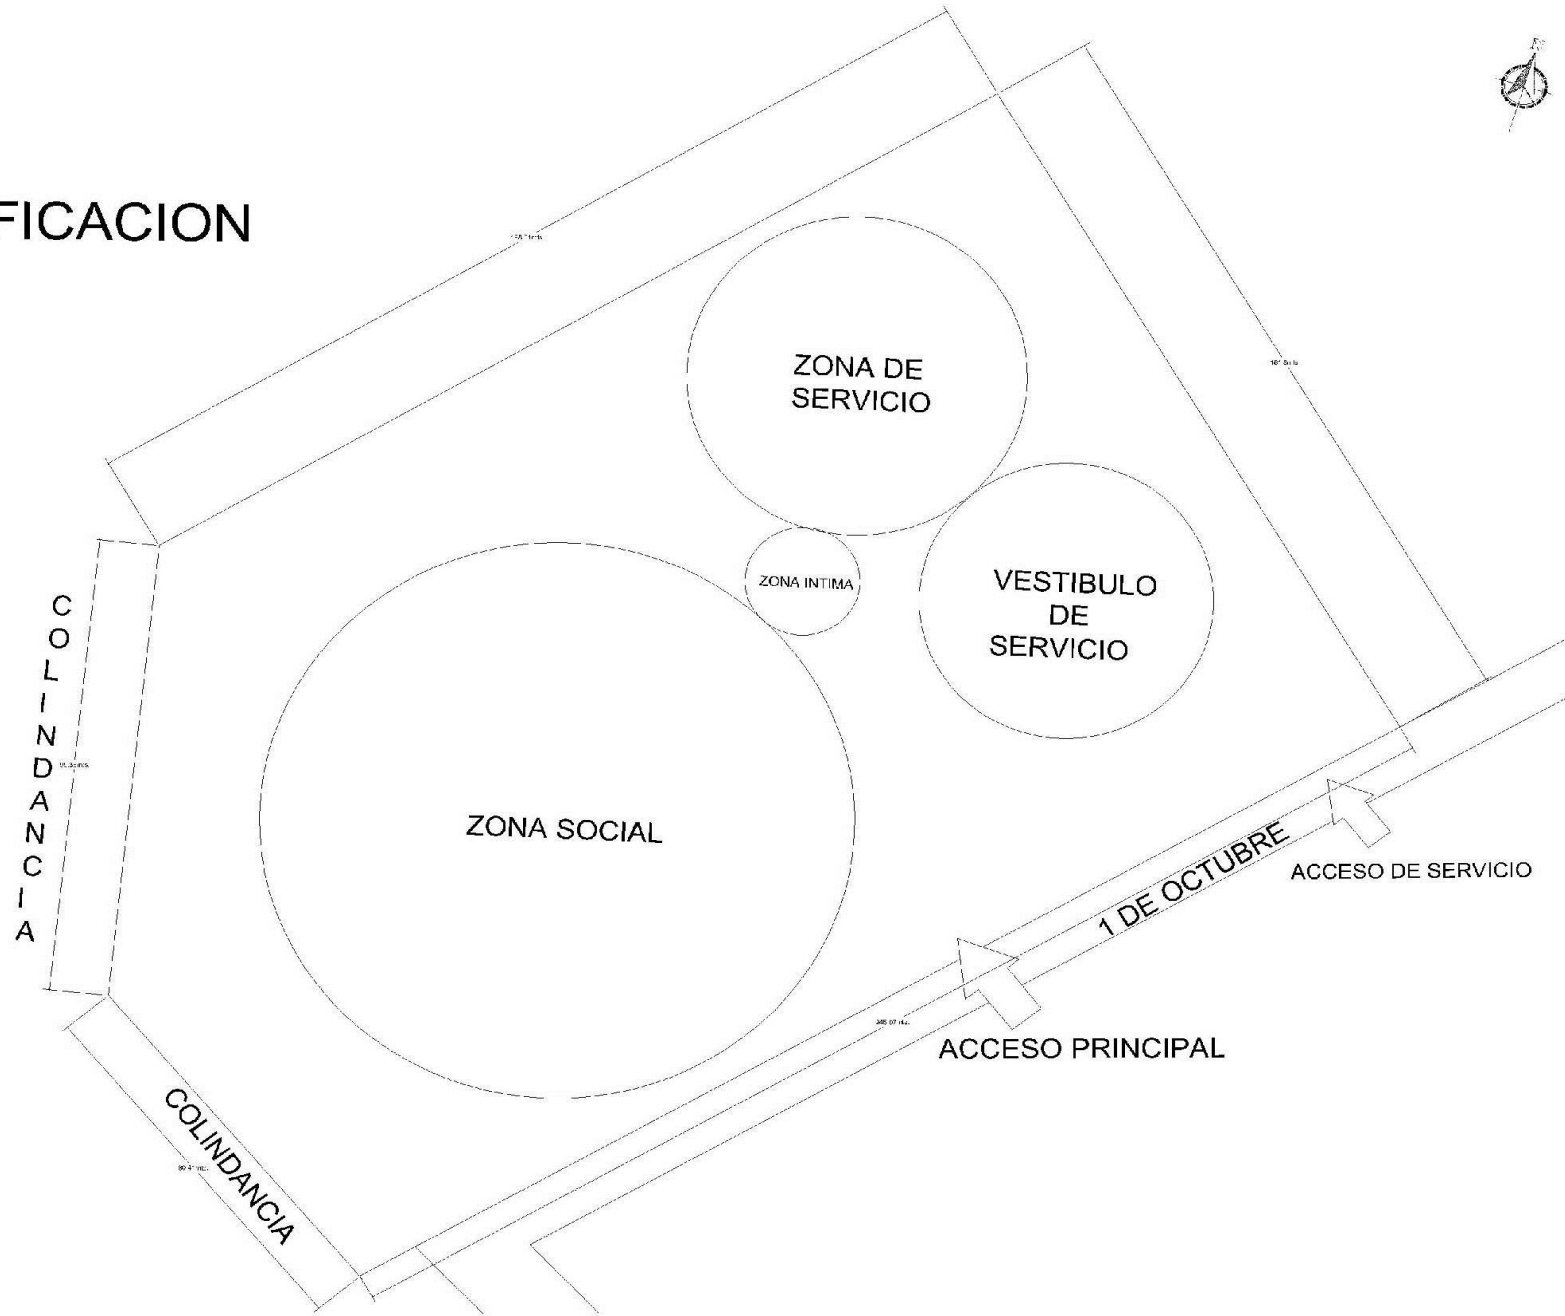 FICACION
ZONA DE
SERVICIO
ZONA INTIMA
VESTIBULO
DE
SERVICIO
COLINDANCIA
ZONA SOCIAL
1 DE OCTUBRE
ACCESO DE SERVICIO
ACCESO PRINCIPAL
COLINDANCIA